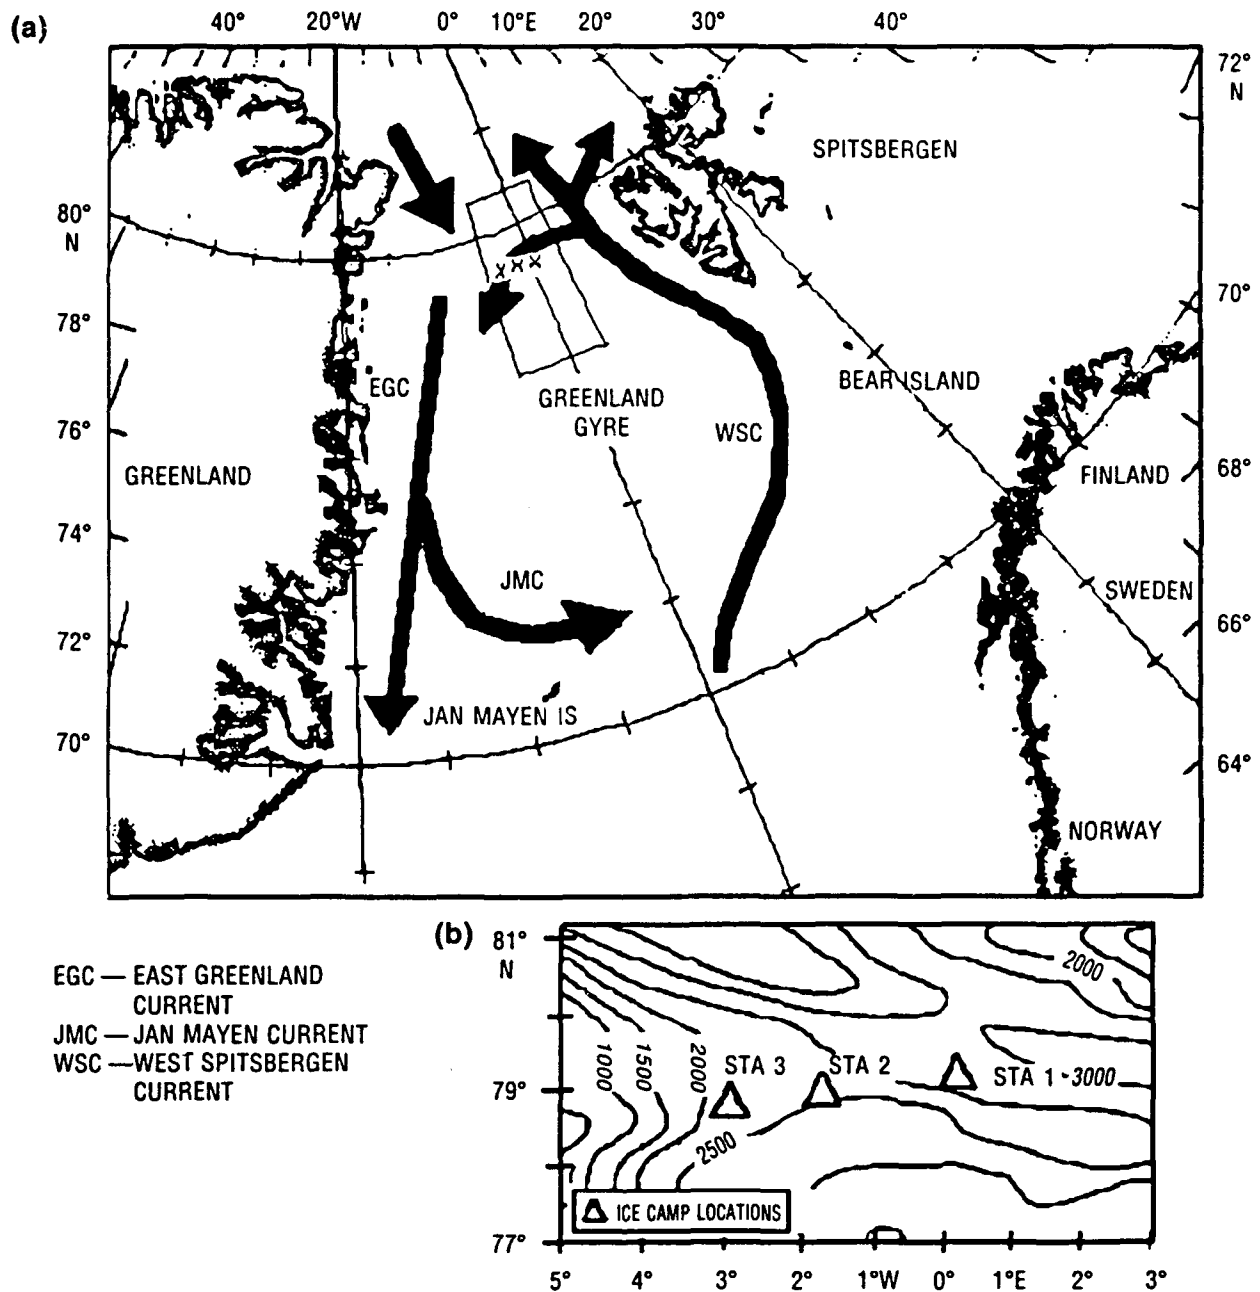 (a)
40° 20°W 0° 10°E 20° 30° 40°
72°
N
SPITSBERGEN
80°
N
70°
78°
EGC
BEAR ISLAND
GREENLAND
GYRE
WSC
76°
GREENLAND
FINLAND
68°
74°
JMC
SWEDEN
72°
66°
JAN MAYEN IS
70°
64°
NORWAY
x x x
EGC — EAST GREENLAND
CURRENT
JMC — JAN MAYEN CURRENT
WSC — WEST SPITSBERGEN
CURRENT
(b)
81°
N
2000
1000
1500
2000
STA 3
STA 2
STA 1
3000
79°
2500
ICE CAMP LOCATIONS
77°
5° 4° 3° 2° 1°W 0° 1°E 2° 3°